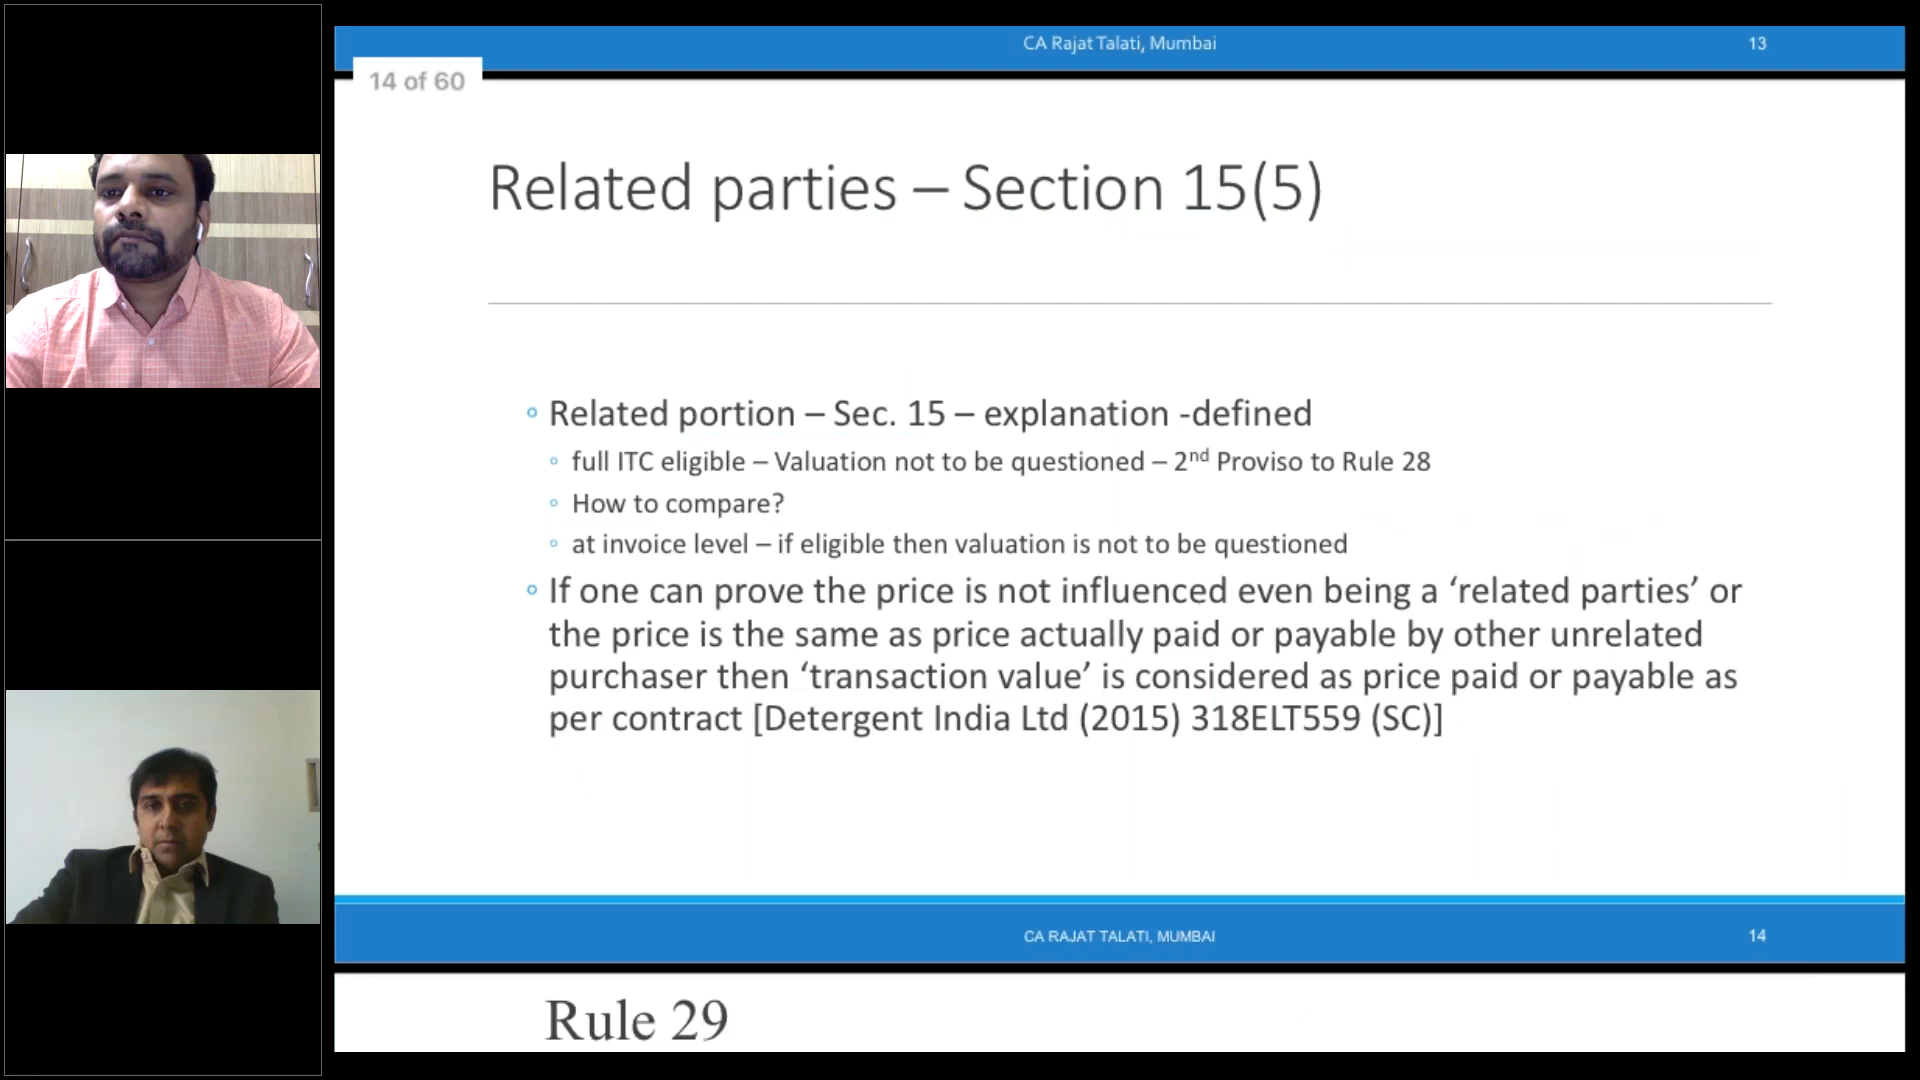 CA Rajat Talati, Mumbai 13
14 of 60
Related parties – Section 15(5)
◦ Related portion – Sec. 15 – explanation -defined
◦ full ITC eligible – Valuation not to be questioned – 2nd Proviso to Rule 28
◦ How to compare?
◦ at invoice level – if eligible then valuation is not to be questioned
◦ If one can prove the price is not influenced even being a ‘related parties’ or
the price is the same as price actually paid or payable by other unrelated
purchaser then ‘transaction value’ is considered as price paid or payable as
per contract [Detergent India Ltd (2015) 318ELT559 (SC)]
CA RAJAT TALATI, MUMBAI 14
Rule 29